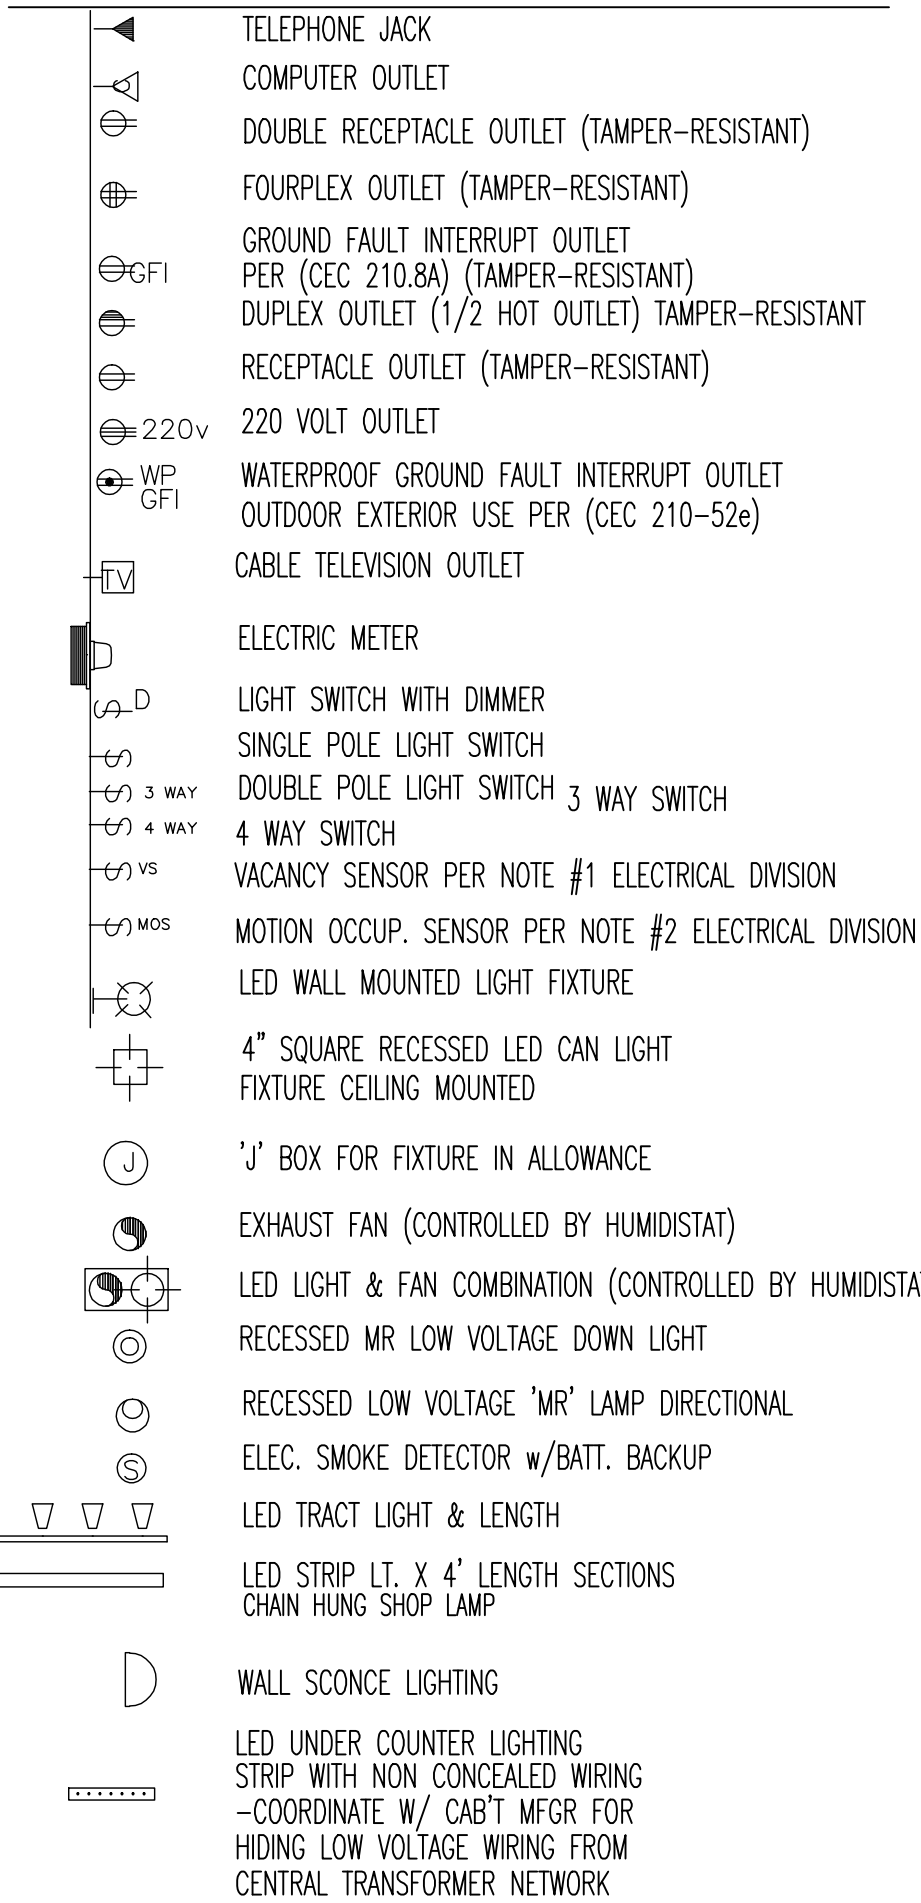 TELEPHONE JACK
COMPUTER OUTLET
DOUBLE RECEPTACLE OUTLET (TAMPER-RESISTANT)
FOURPLEX OUTLET (TAMPER-RESISTANT)
GROUND FAULT INTERRUPT OUTLET
GFI PER (CEC 210.8A) (TAMPER-RESISTANT)
DUPLEX OUTLET (1/2 HOT OUTLET) TAMPER-RESISTANT
RECEPTACLE OUTLET (TAMPER-RESISTANT)
220v 220 VOLT OUTLET
WP WATERPROOF GROUND FAULT INTERRUPT OUTLET
GFI OUTDOOR EXTERIOR USE PER (CEC 210-52e)
TV CABLE TELEVISION OUTLET
ELECTRIC METER
S D LIGHT SWITCH WITH DIMMER
S SINGLE POLE LIGHT SWITCH
S 3 WAY DOUBLE POLE LIGHT SWITCH 3 WAY SWITCH
S 4 WAY 4 WAY SWITCH
S VS VACANCY SENSOR PER NOTE #1 ELECTRICAL DIVISION
S MOS MOTION OCCUP. SENSOR PER NOTE #2 ELECTRICAL DIVISION
LED WALL MOUNTED LIGHT FIXTURE
4" SQUARE RECESSED LED CAN LIGHT
FIXTURE CEILING MOUNTED
J 'J' BOX FOR FIXTURE IN ALLOWANCE
EXHAUST FAN (CONTROLLED BY HUMIDISTAT)
LED LIGHT & FAN COMBINATION (CONTROLLED BY
RECESSED MR LOW VOLTAGE DOWN LIGHT
RECESSED LOW VOLTAGE 'MR' LAMP DIRECTIONAL
S ELEC. SMOKE DETECTOR w/BATT. BACKUP
LED TRACT LIGHT & LENGTH
LED STRIP LT. X 4' LENGTH SECTIONS
CHAIN HUNG SHOP LAMP
WALL SCONCE LIGHTING
LED UNDER COUNTER LIGHTING
STRIP WITH NON CONCEALED WIRING
-COORDINATE W/ CAB'T MFGR FOR
HIDING LOW VOLTAGE WIRING FROM
CENTRAL TRANSFORMER NETWORK